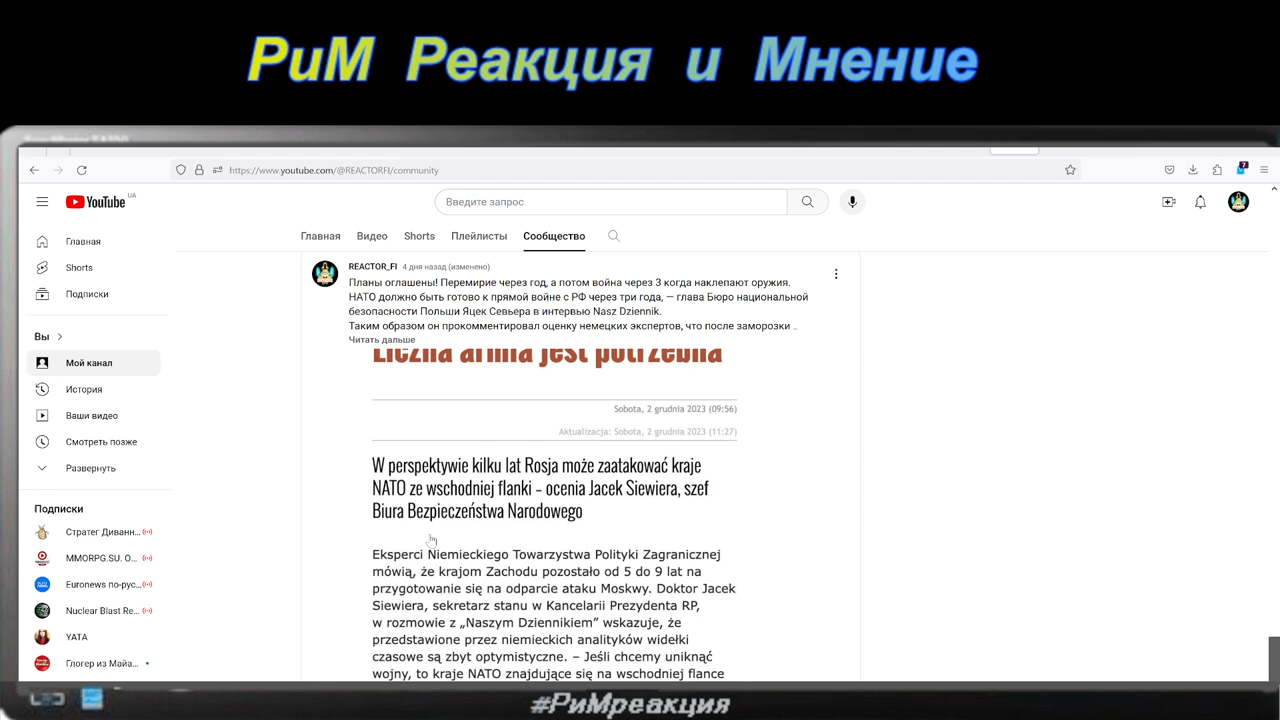 РиМ Реакция и Мнение
https://www.youtube.com/@REACTORFI/community
7
YouTube UA
Введите запрос
Главная
Shorts
Подписки
Вы
Мой канал
История
Ваши видео
Смотреть позже
Развернуть
Подписки
Стратег Диванн...
MMORPG.SU. О...
Euronews по-рус...
Nuclear Blast Re...
YATA
Глогер из Майа...
Главная Видео Shorts Плейлисты Сообщество
REACTOR_FI 4 дня назад (изменено)
Планы оглашены! Перемирие через год, а потом война через 3 когда наклепают оружия.
НАТО должно быть готово к прямой войне с РФ через три года, — глава Бюро национальной
безопасности Польши Яцек Севьера в интервью Nasz Dziennik.
Таким образом он прокомментировал оценку немецких экспертов, что после заморозки ..
Читать дальше
Liczna armia jest potrzebna
Sobota, 2 grudnia 2023 (09:56)
Aktualizacja: Sobota, 2 grudnia 2023 (11:27)
W perspektywie kilku lat Rosja może zaatakować kraje
NATO ze wschodniej flanki – ocenia Jacek Siewiera, szef
Biura Bezpieczeństwa Narodowego
Eksperci Niemieckiego Towarzystwa Polityki Zagranicznej
mówią, że krajom Zachodu pozostało od 5 do 9 lat na
przygotowanie się na odparcie ataku Moskwy. Doktor Jacek
Siewiera, sekretarz stanu w Kancelarii Prezydenta RP,
w rozmowie z „Naszym Dziennikiem” wskazuje, że
przedstawione przez niemieckich analityków widełki
czasowe są zbyt optymistyczne. – Jeśli chcemy uniknąć
wojny, to kraje NATO znajdujące się na wschodniej flance
#РиМреакция